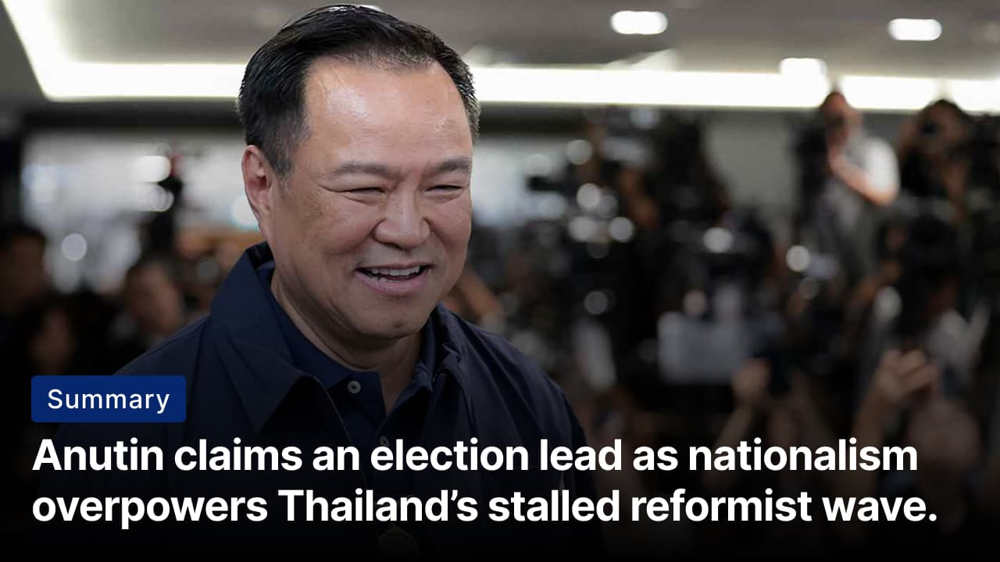 Summary
Anutin claims an election lead as nationalism
overpowers Thailand’s stalled reformist wave.